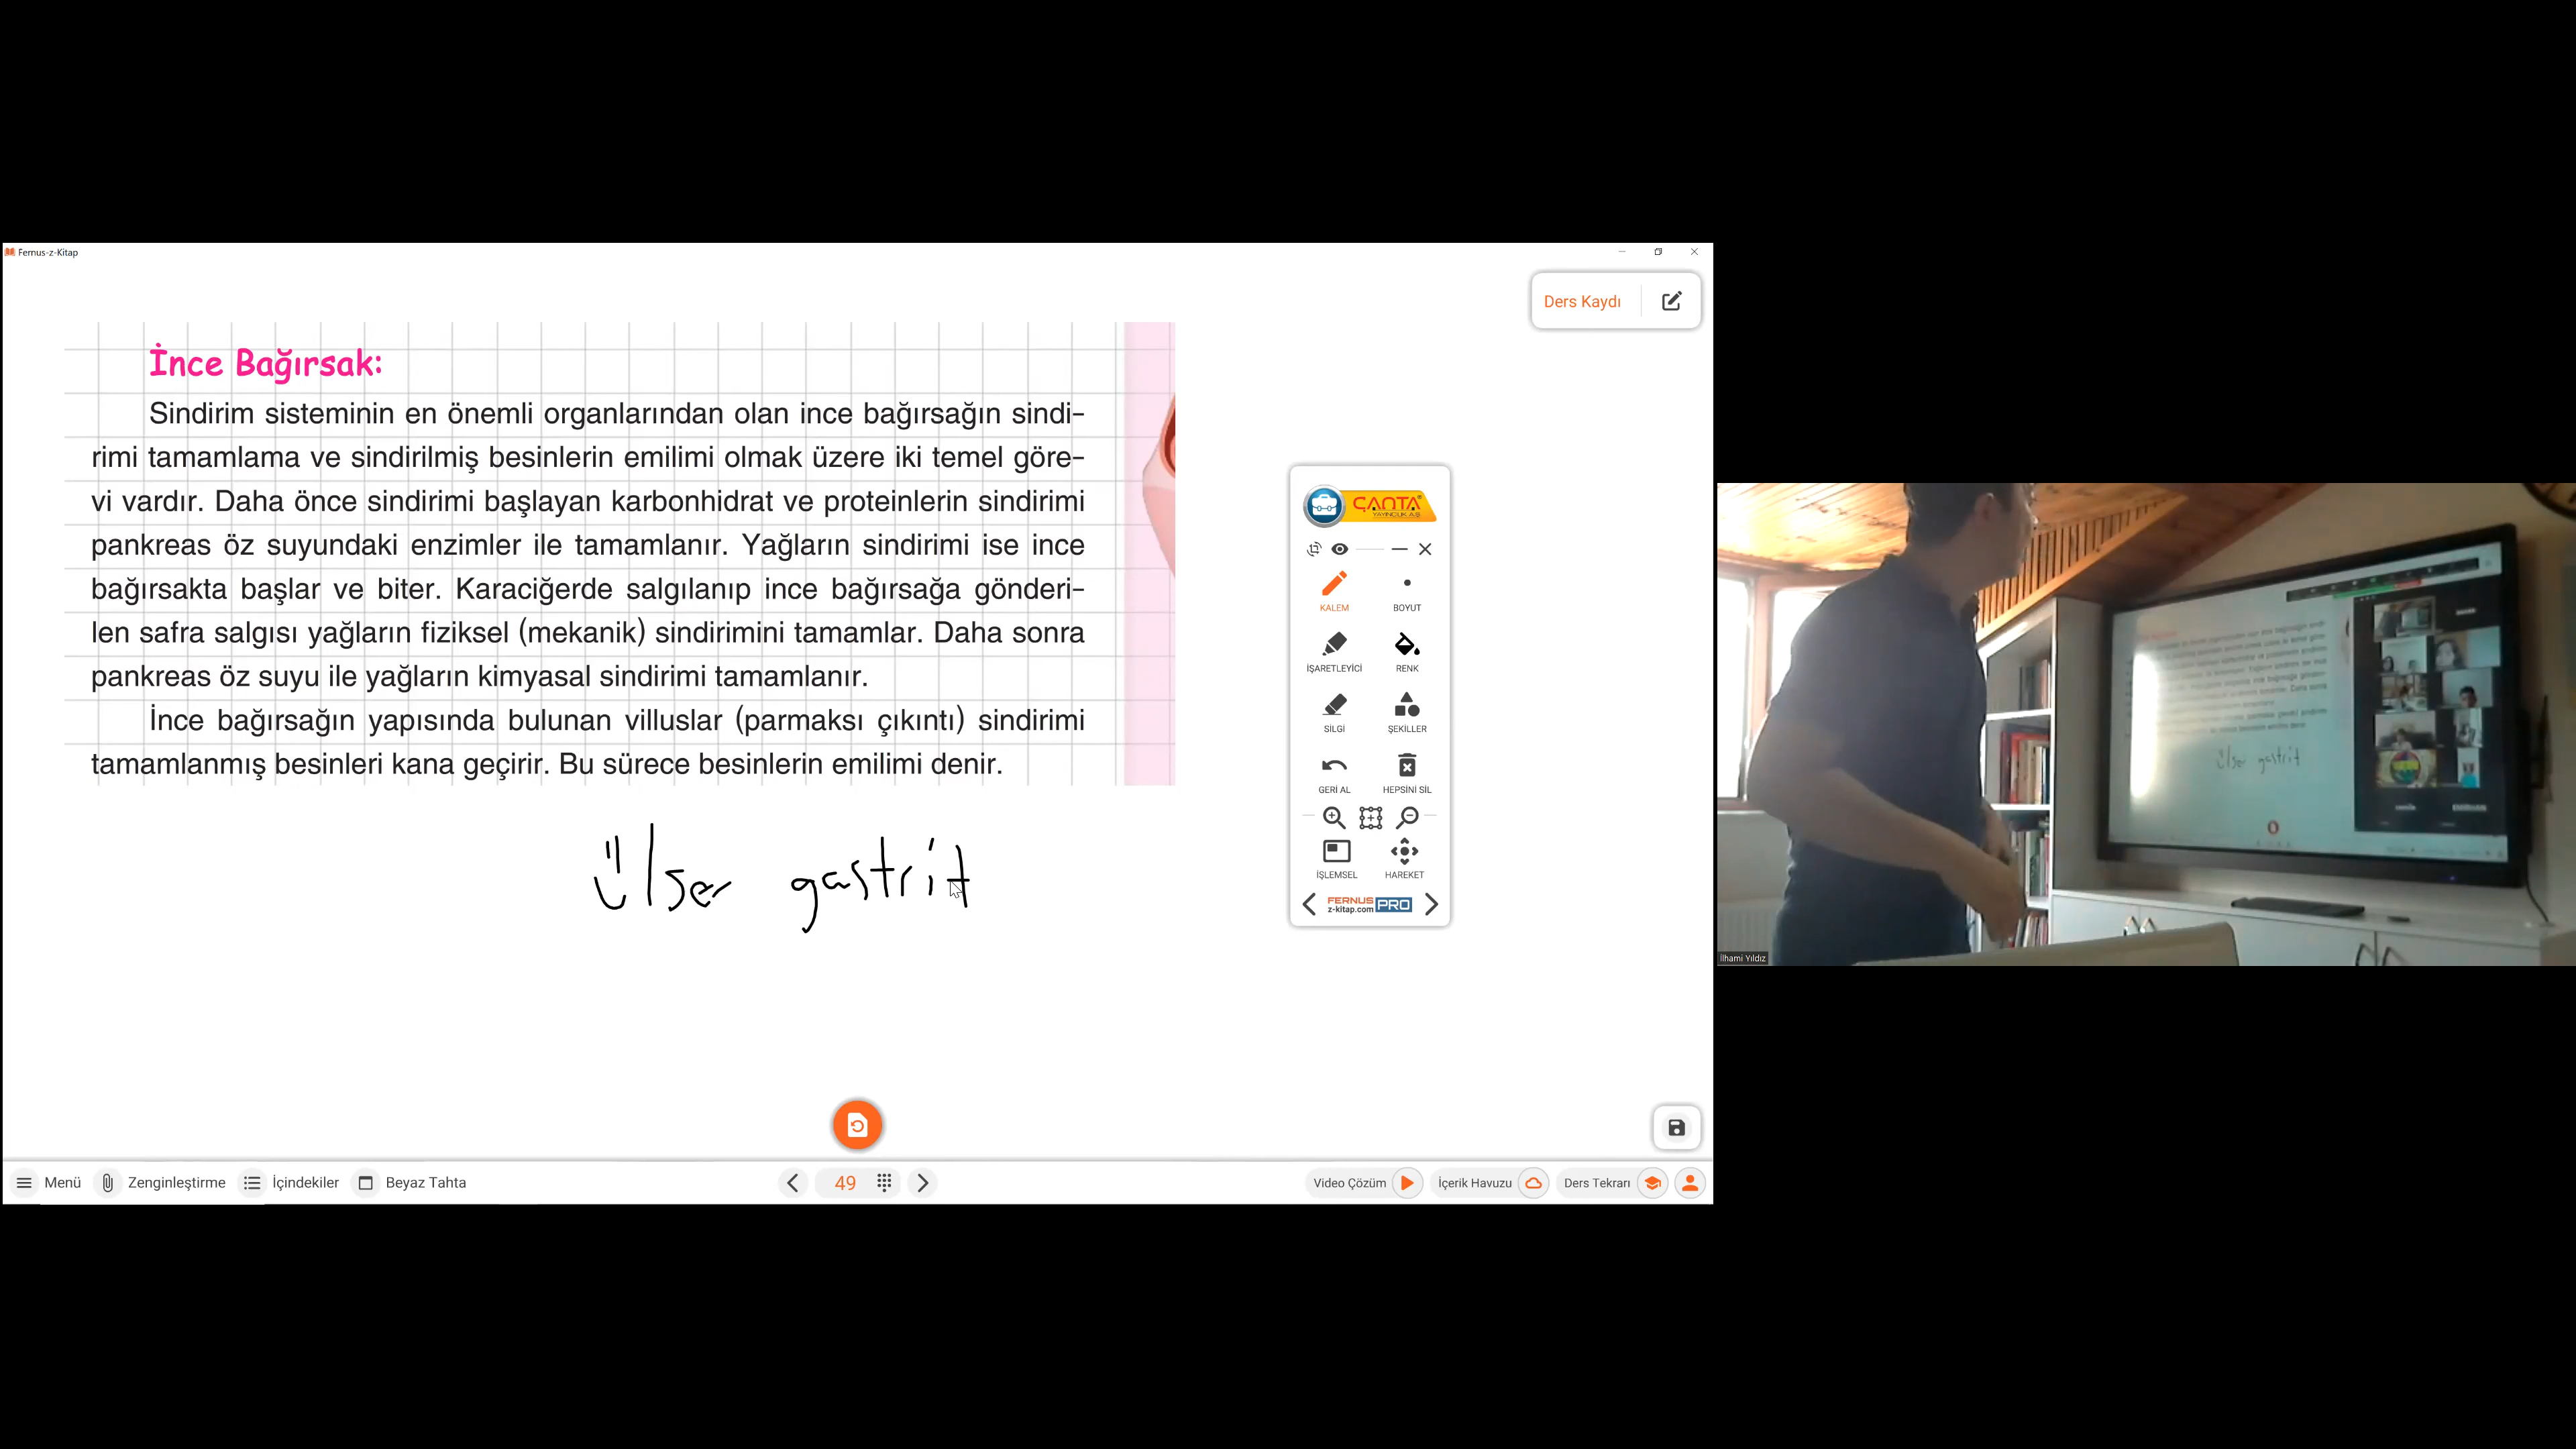 Fernus-z-Kitap
Ders Kaydı
İnce Bağırsak:
Sindirim sisteminin en önemli organlarından olan ince bağırsağın sindi-
rimi tamamlama ve sindirilmiş besinlerin emilimi olmak üzere iki temel göre-
vi vardır. Daha önce sindirimi başlayan karbonhidrat ve proteinlerin sindirimi
pankreas öz suyundaki enzimler ile tamamlanır. Yağların sindirimi ise ince
bağırsakta başlar ve biter. Karaciğerde salgılanıp ince bağırsağa gönderi-
len safra salgısı yağların fiziksel (mekanik) sindirimini tamamlar. Daha sonra
pankreas öz suyu ile yağların kimyasal sindirimi tamamlanır.
İnce bağırsağın yapısında bulunan villuslar (parmaksı çıkıntı) sindirimi
tamamlanmış besinleri kana geçirir. Bu sürece besinlerin emilimi denir.
Ülser gastrit
ÇANTA
YAYINCILIK A.Ş.
KALEM BOYUT
İŞARETLEYİCİ RENK
SİLGİ ŞEKİLLER
GERİ AL HEPSİNİ SİL
İŞLEMSEL HAREKET
FERNUS
z-kitap.com PRO
Menü Zenginleştirme İçindekiler Beyaz Tahta 49 Video Çözüm İçerik Havuzu Ders Tekrarı
Ülser gastrit
İlhami Yıldız